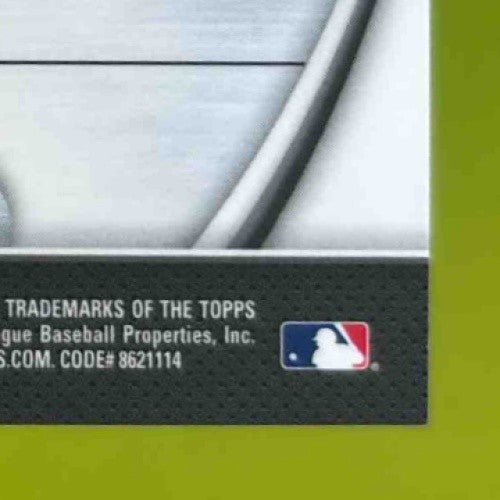 TRADEMARKS OF THE TOPPS
gue Baseball Properties, Inc.
S.COM. CODE# 8621114